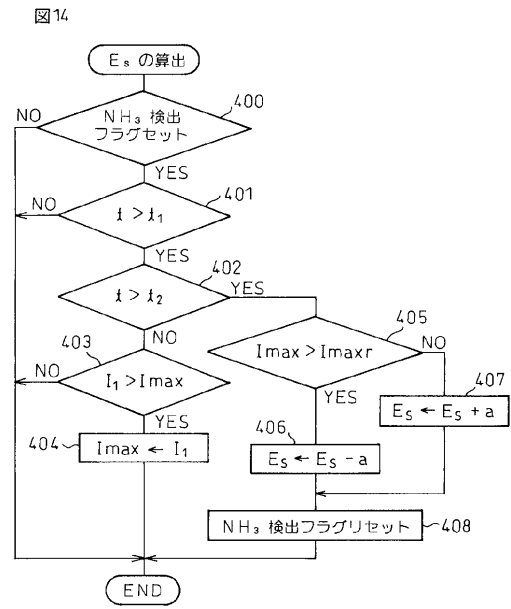 図14
Es の算出
400
NO
NH₃ 検出
フラグセット
YES
401
NO
t > t₁
YES
402
t > t₂
YES
NO
403
405
NO
I₁ > Imax
Imax > Imaxr
NO
YES
YES
407
Es ← Es + a
404
Imax ← I₁
406
Es ← Es - a
NH₃ 検出フラグリセット
408
END